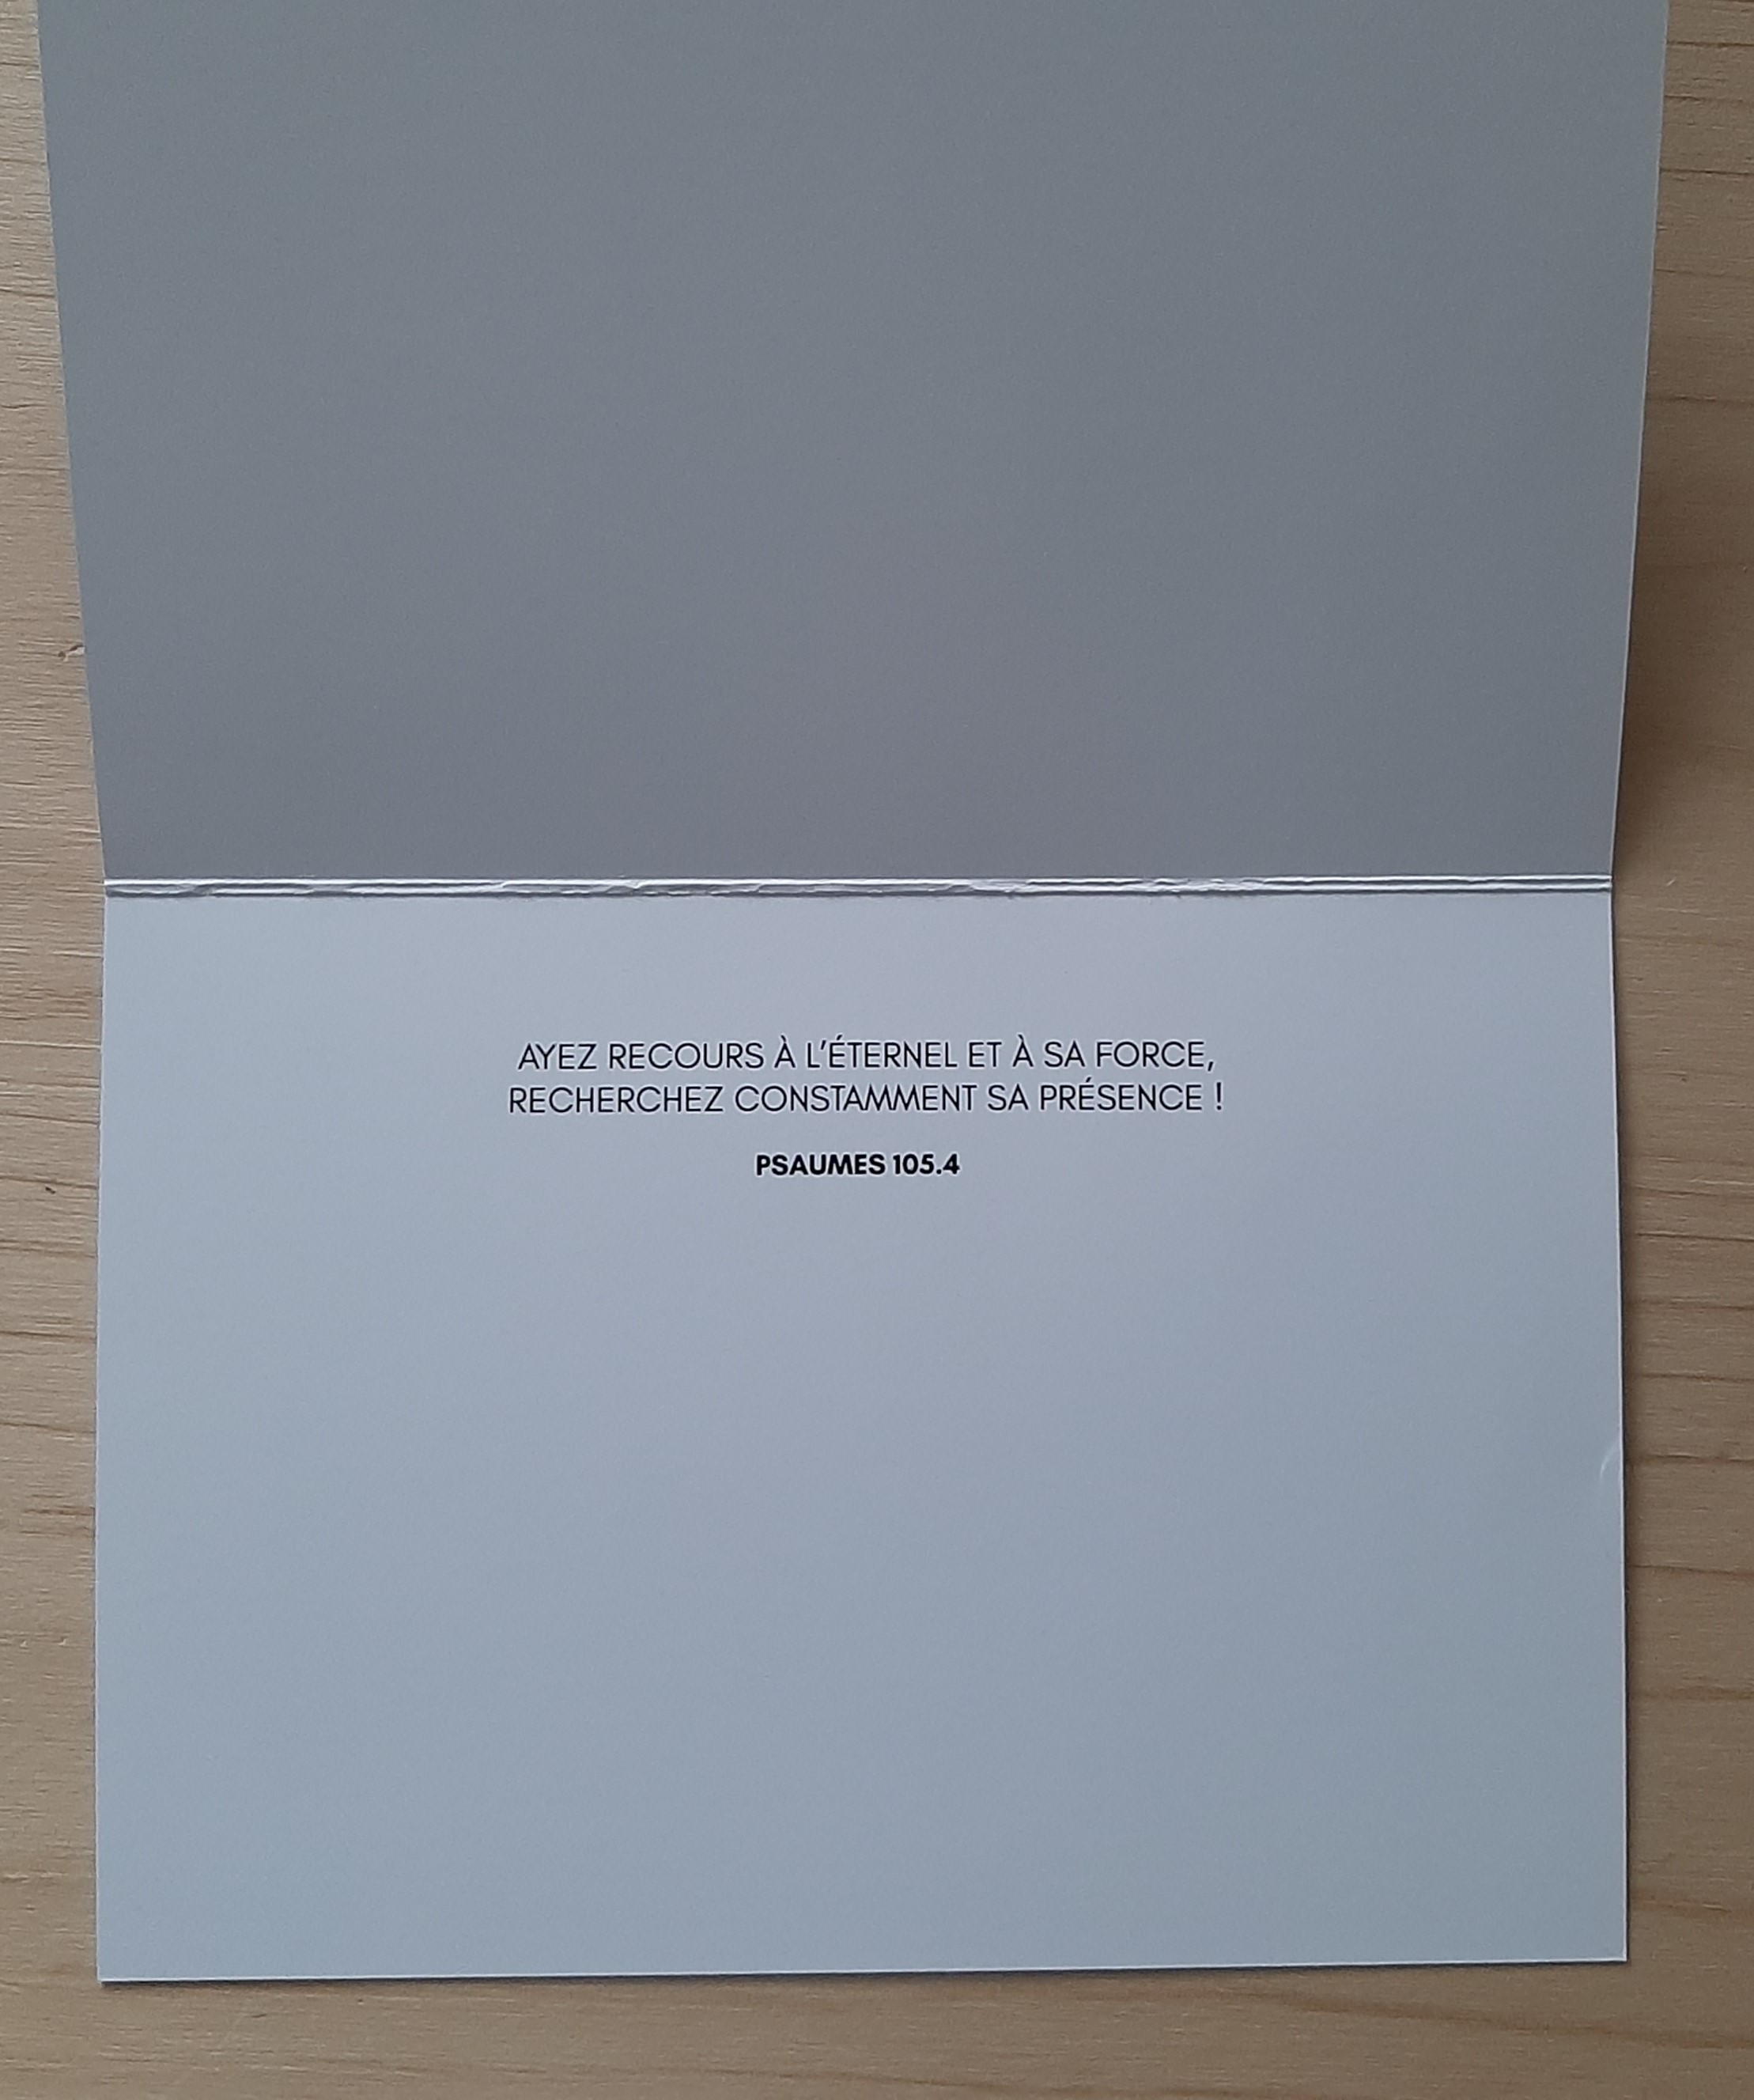 AYEZ RECOURS À L’ÉTERNEL ET À SA FORCE,
RECHERCHEZ CONSTAMMENT SA PRÉSENCE !
PSAUMES 105.4